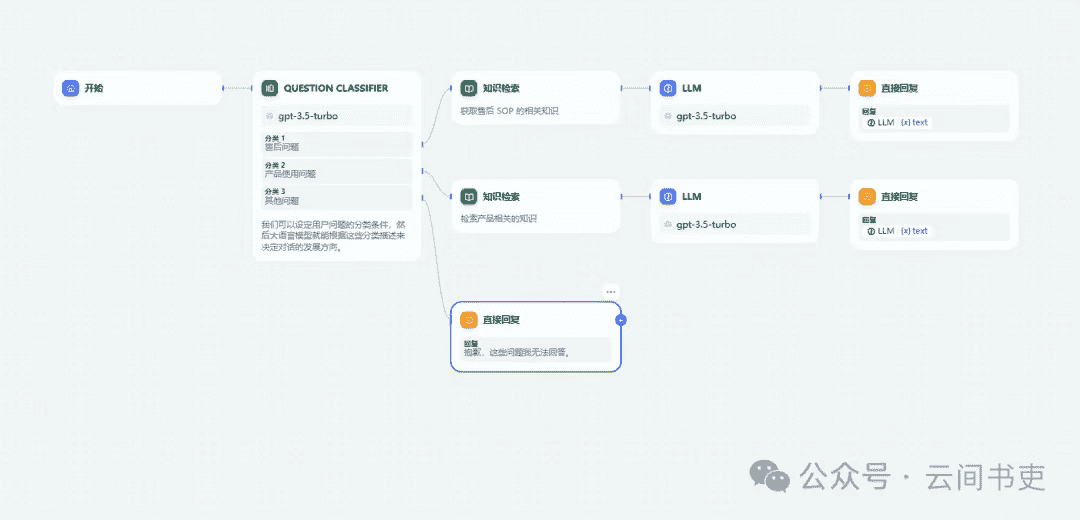 开始
QUESTION CLASSIFIER
gpt-3.5-turbo
分类 1
售后问题
分类 2
产品使用问题
分类 3
其他问题
我们可以设定用户问题的分类条件，然
后大语言模型就能根据这些分类描述来
决定对话的发展方向。
知识检索
获取售后 SOP 的相关知识
LLM
gpt-3.5-turbo
直接回复
回复
LLM {x} text
知识检索
检索产品相关的知识
LLM
gpt-3.5-turbo
直接回复
回复
LLM {x} text
直接回复
回复
抱歉，这些问题我无法回答。
公众号 · 云间书吏